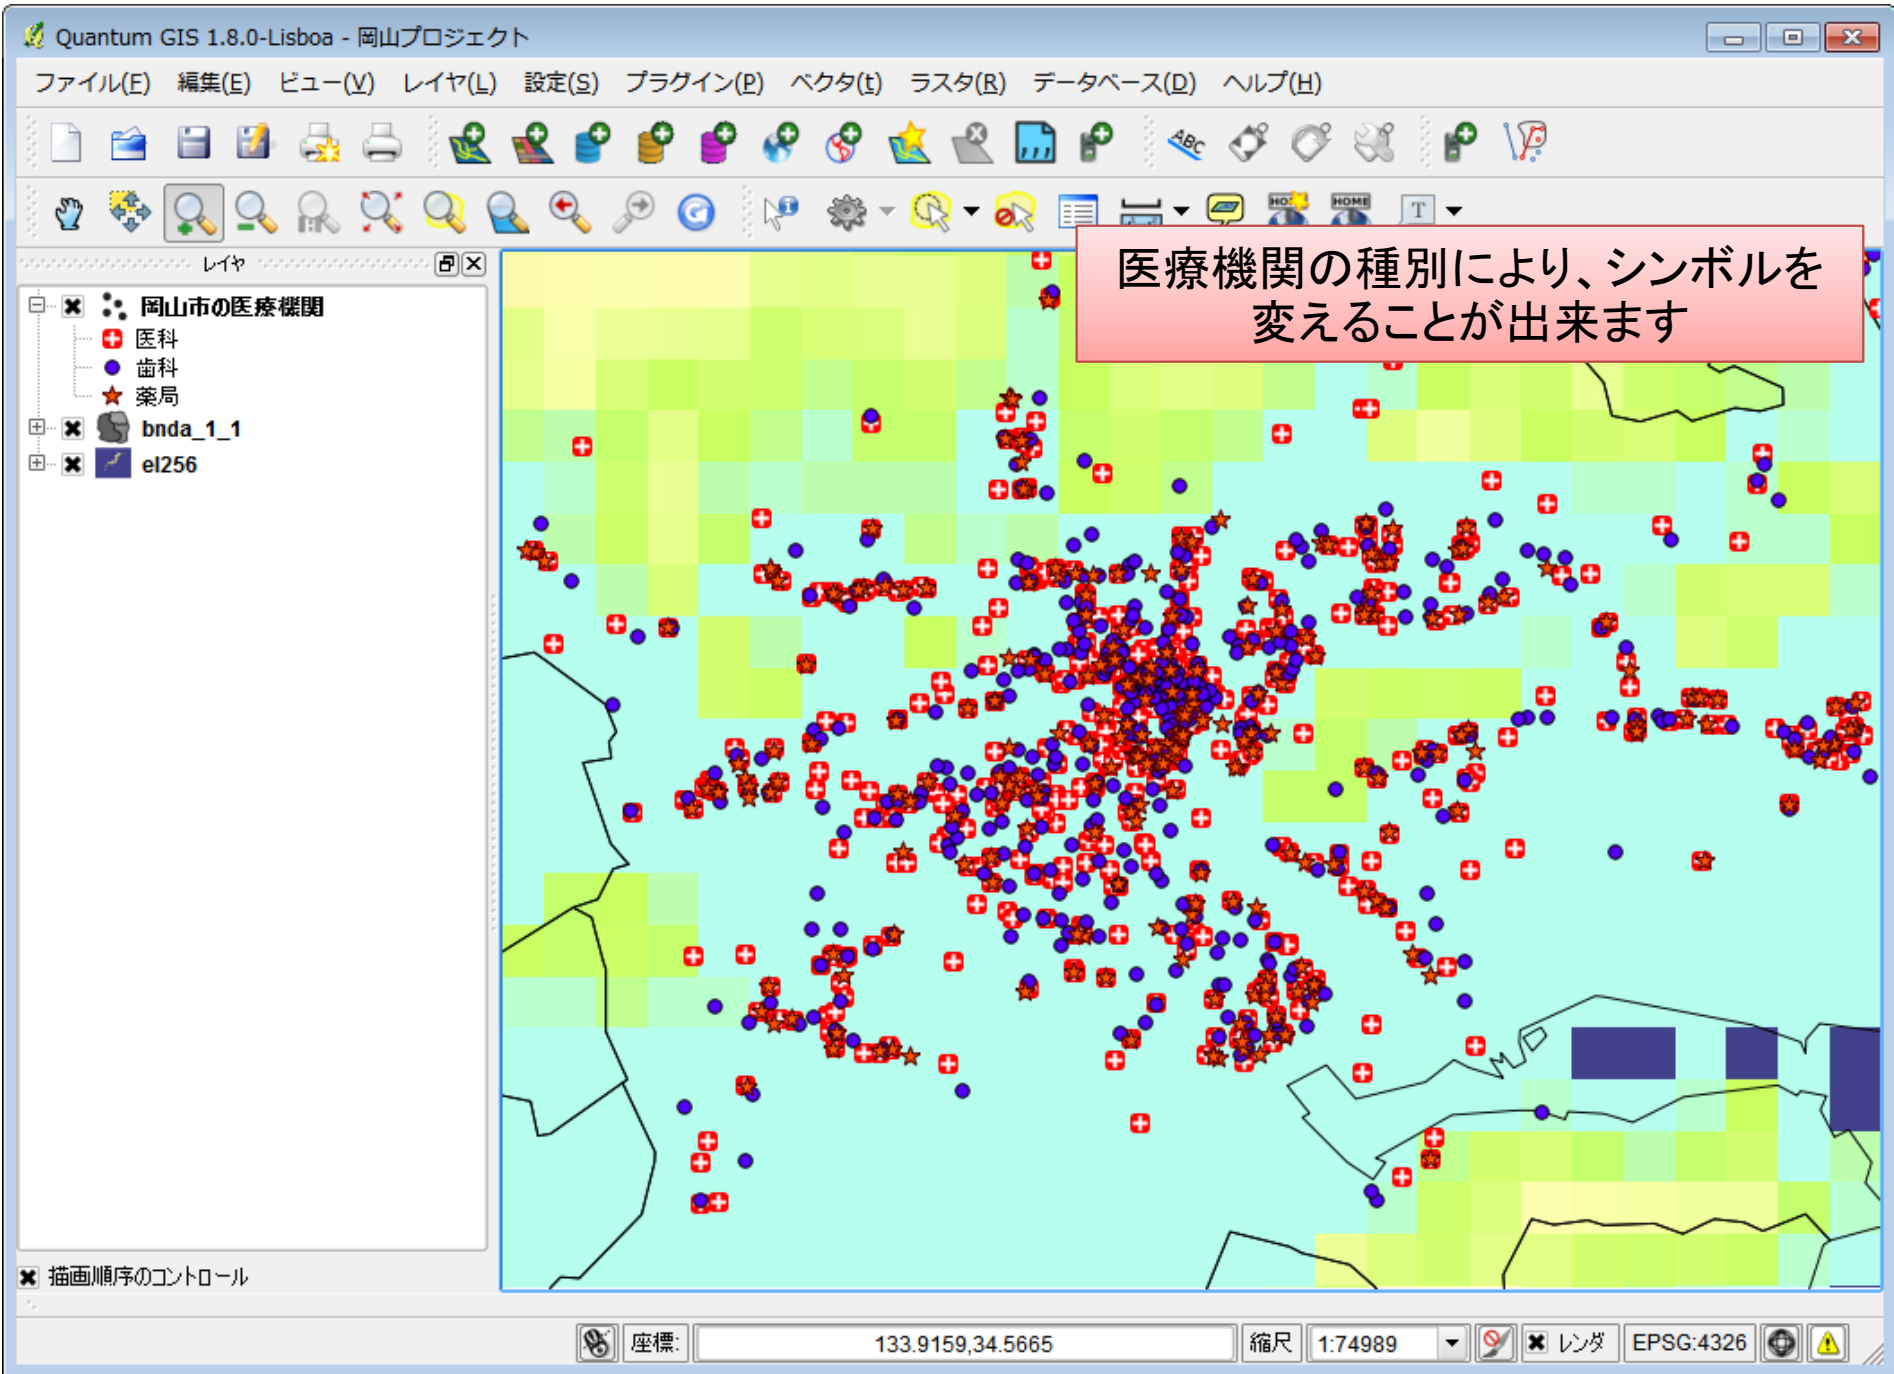 Quantum GIS 1.8.0-Lisboa - 岡山プロジェクト
ファイル(F) 編集(E) ビュー(V) レイヤ(L) 設定(S) プラグイン(P) ベクタ(t) ラスタ(R) データベース(D) ヘルプ(H)
ABC
HOME
T
レイヤ
医療機関の種別により、シンボルを
変えることが出来ます
岡山市の医療機関
医科
歯科
薬局
bnda_1_1
el256
描画順序のコントロール
座標: 133.9159,34.5665 縮尺 1:74989 レンダ EPSG:4326